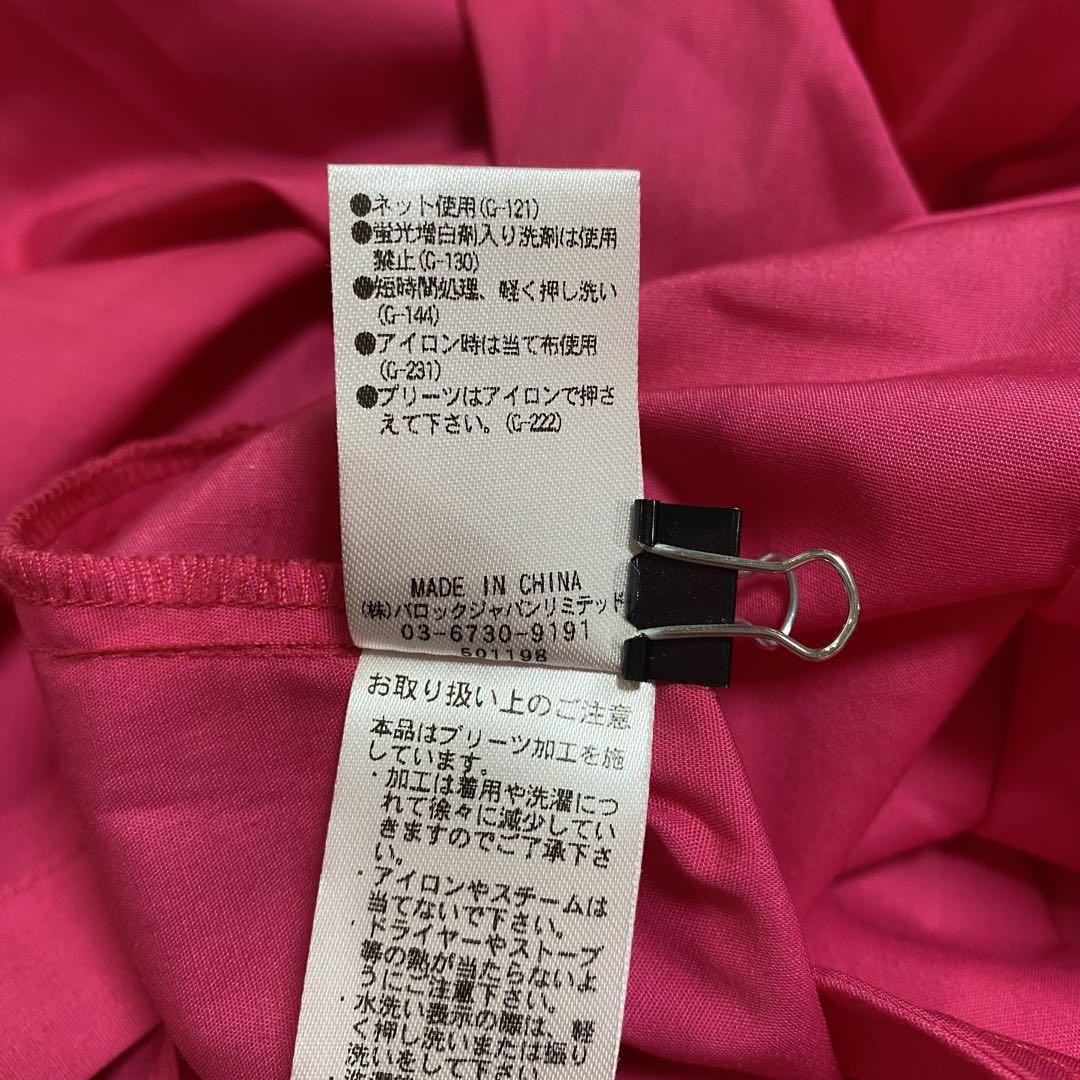 ●ネット使用(G-121)
●蛍光増白剤入り洗剤は使用
禁止(G-130)
●短時間処理、軽く押し洗い
(G-144)
●アイロン時は当て布使用
(G-231)
●プリーツはアイロンで押さ
えて下さい。(G-222)
MADE IN CHINA
(株)バロックジャパンリミテッド
03-6730-9191
501198
お取り扱い上のご注意
本品はプリーツ加工を施
しています。
・加工は着用や洗濯につ
れて徐々に減少してい
きますのでご了承下さ
い。
・アイロンやスチームは
当てないで下さい。
・ドライヤーやストーブ
等の熱が当たらないよ
うにご注意下さい。
・水洗い表示の際は、軽
く押し洗いまたは振り
洗いをして下さい。